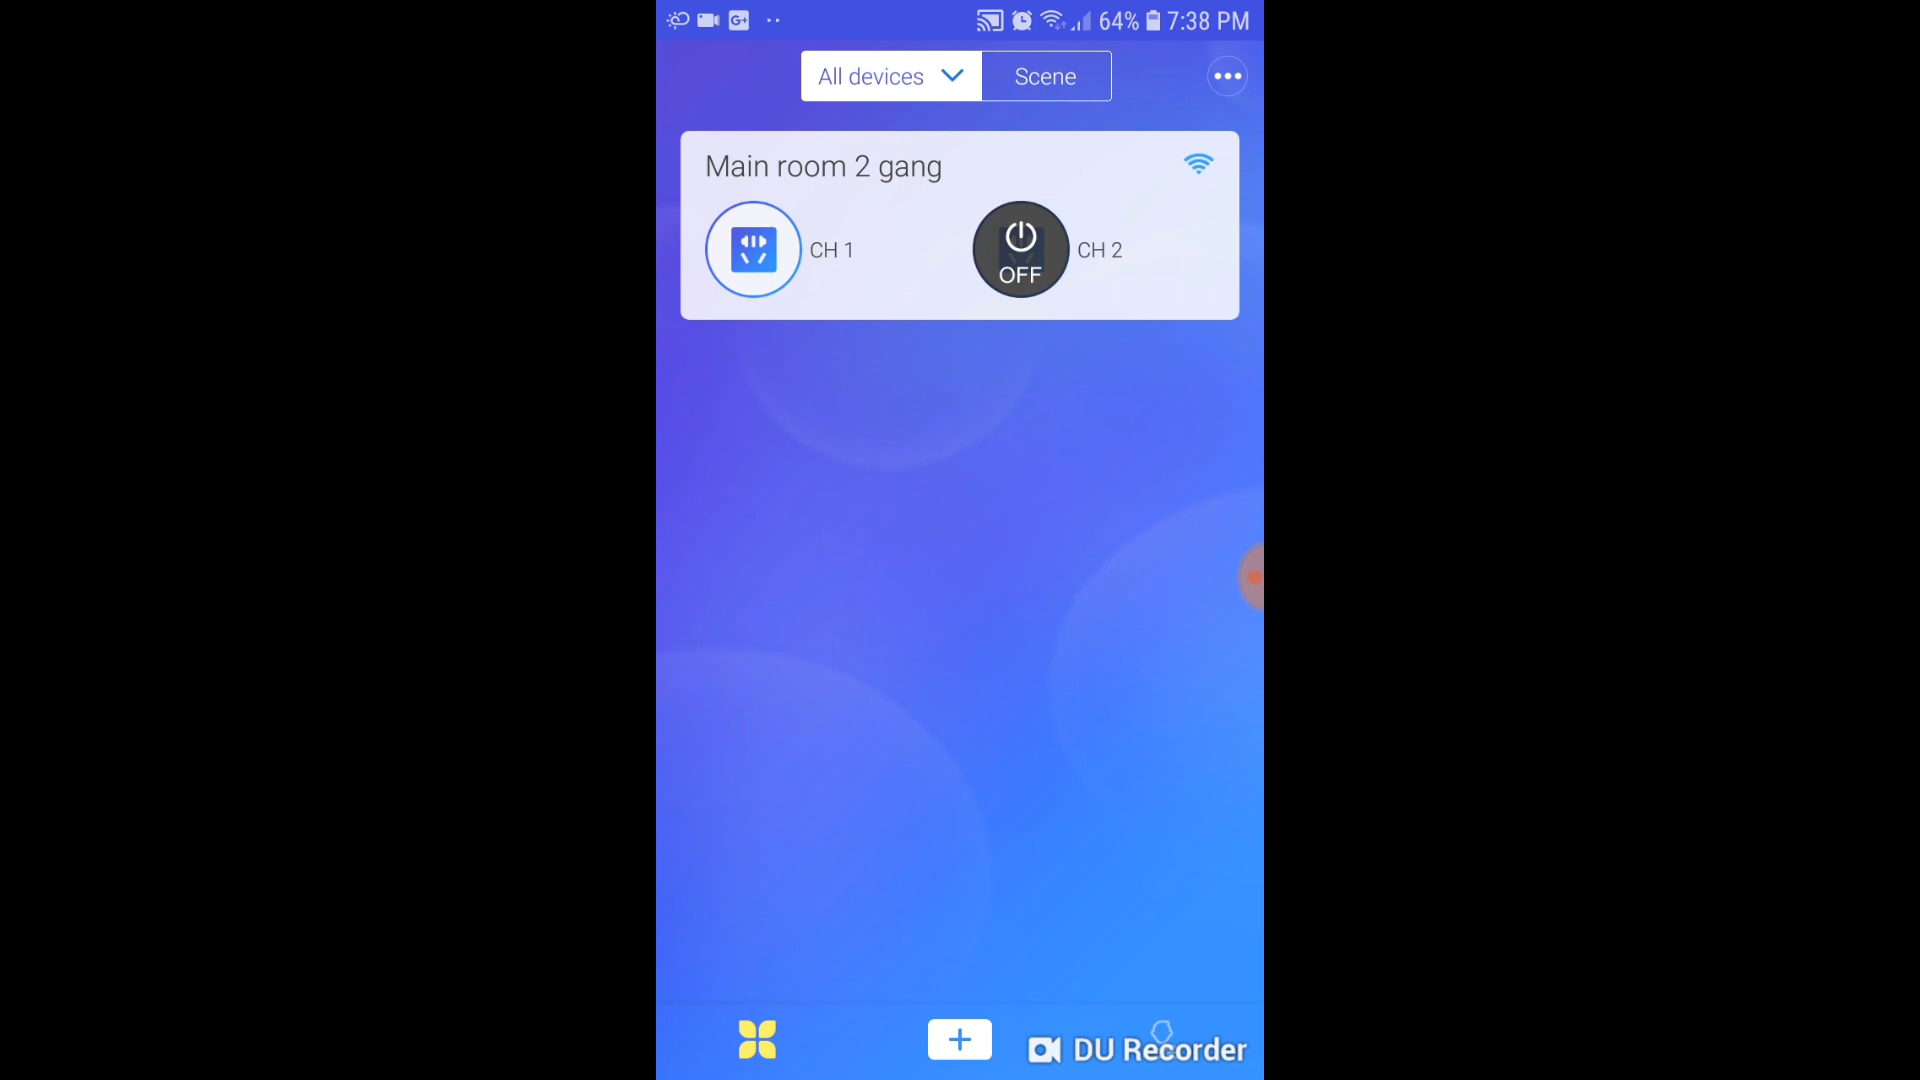 G+ 64% 7:38 PM
All devices Scene
Main room 2 gang
CH 1 OFF CH 2
DU Recorder